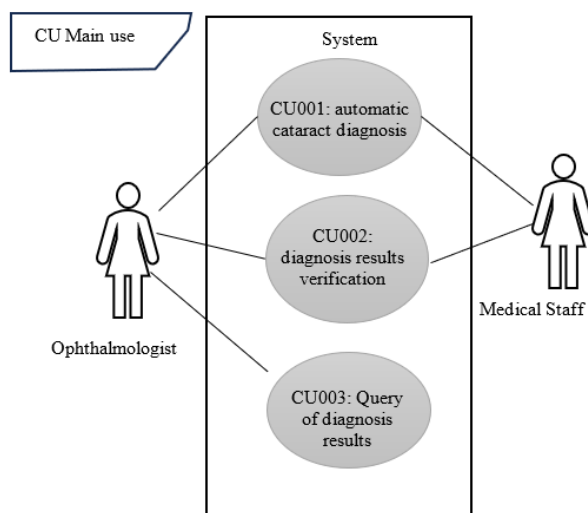 CU Main use
System
CU001: automatic
cataract diagnosis
CU002:
diagnosis results
verification
Ophthalmologist
Medical Staff
CU003: Query
of diagnosis
results